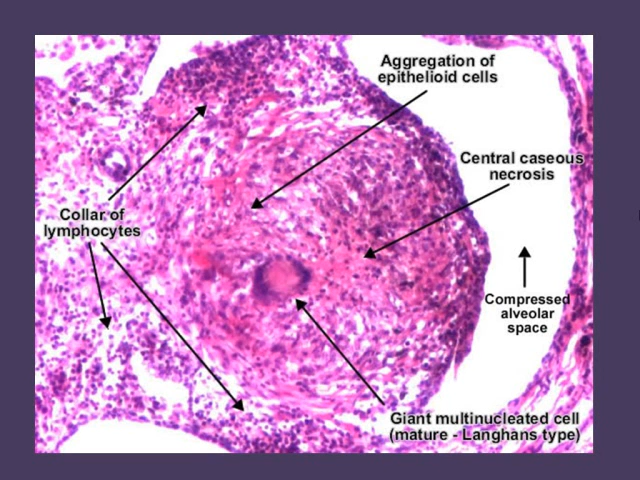 Aggregation of
epithelioid cells
Central caseous
necrosis
Collar of
lymphocytes
Compressed
alveolar
space
Giant multinucleated cell
(mature - Langhans type)